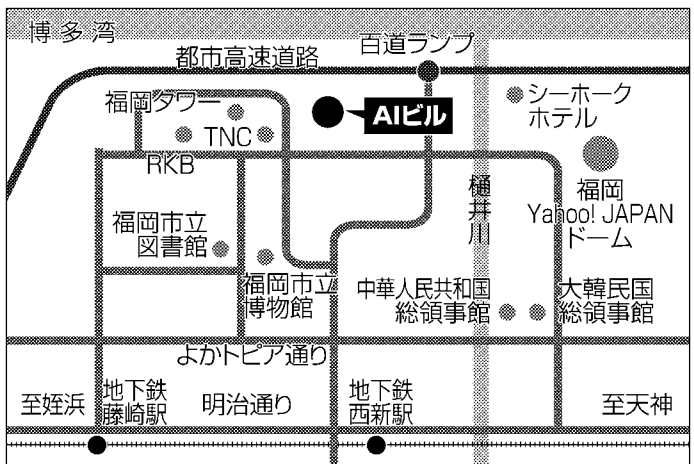 博多湾
百道ランプ
都市高速道路
福岡タワー
シーホーク
ホテル
AIビル
TNC
RKB
福岡
Yahoo! JAPAN
ドーム
樋井川
福岡市立
図書館
福岡市立
博物館
中華人民共和国
総領事館
大韓民国
総領事館
よかトピア通り
至姪浜
地下鉄
藤崎駅
明治通り
地下鉄
西新駅
至天神